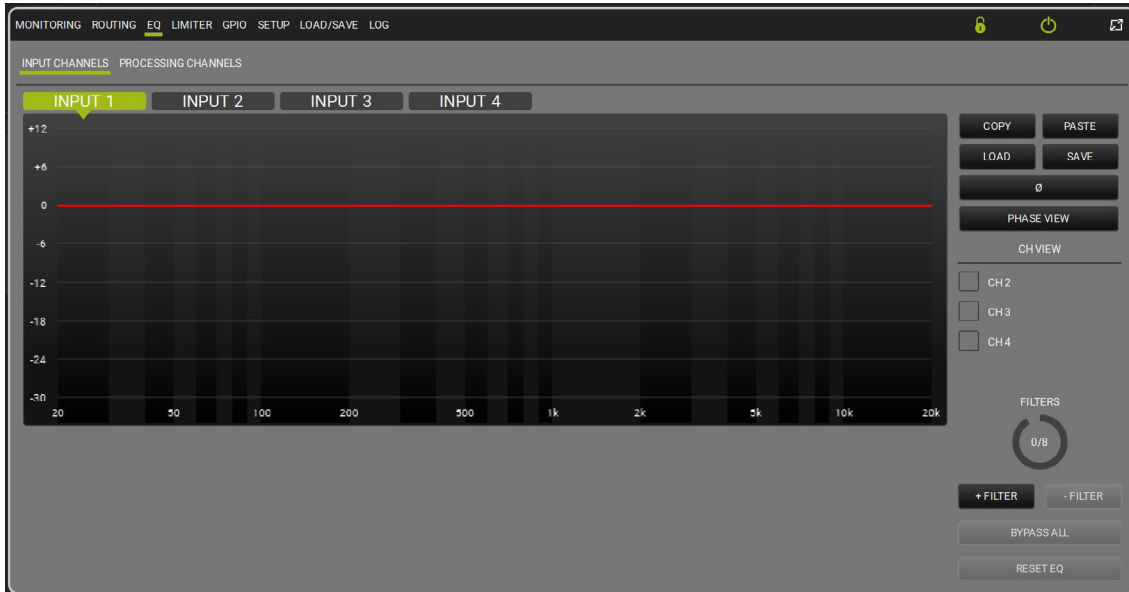 MONITORING ROUTING EQ LIMITER GPIO SETUP LOAD/SAVE LOG
INPUT CHANNELS PROCESSING CHANNELS
INPUT 1 INPUT 2 INPUT 3 INPUT 4
+12
+6
0
-6
-12
-18
-24
-30
20 50 100 200 500 1k 2k 5k 10k 20k
COPY PASTE
LOAD SAVE
Ø
PHASE VIEW
CH VIEW
CH 2
CH 3
CH 4
FILTERS
0/8
+ FILTER - FILTER
BYPASS ALL
RESET EQ